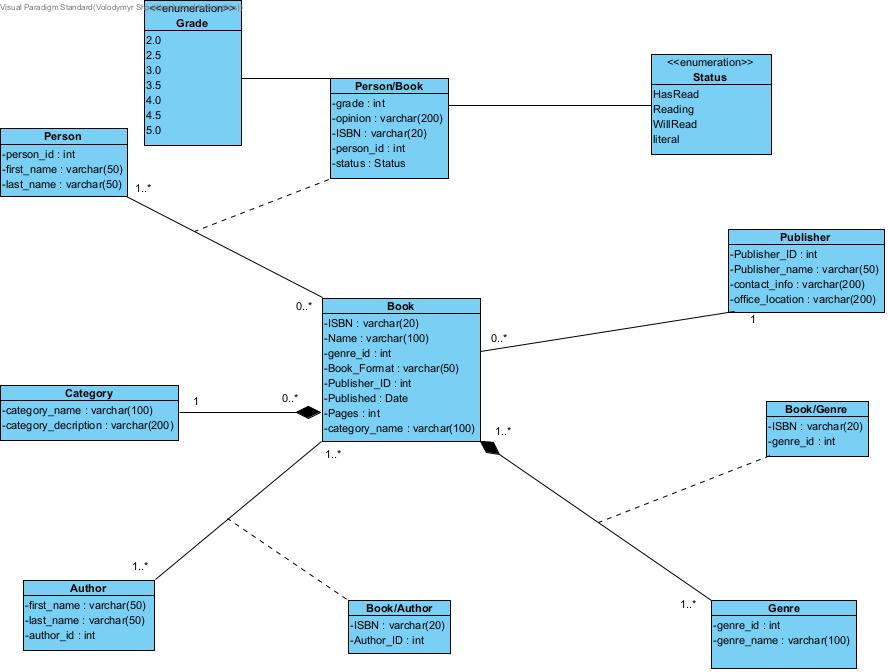 Visual Paradigm Standard(Volodymyr
<<enumeration>>
Grade
2.0
2.5
3.0
3.5
4.0
4.5
5.0
Person/Book
-grade : int
-opinion : varchar(200)
-ISBN : varchar(20)
-person_id : int
-status : Status
<<enumeration>>
Status
HasRead
Reading
WillRead
literal
Person
-person_id : int
-first_name : varchar(50)
-last_name : varchar(50)
1..*
Publisher
-Publisher_ID : int
-Publisher_name : varchar(50)
-contact_info : varchar(200)
-office_location : varchar(200)
1
0..*
Book
-ISBN : varchar(20)
-Name : varchar(100)
-genre_id : int
-Book_Format : varchar(50)
-Publisher_ID : int
-Published : Date
-Pages : int
-category_name : varchar(100)
0..*
Category
-category_name : varchar(100)
-category_decription : varchar(200)
1
0..*
1..*
1..*
Book/Genre
-ISBN : varchar(20)
-genre_id : int
1..*
Author
-first_name : varchar(50)
-last_name : varchar(50)
-author_id : int
Book/Author
-ISBN : varchar(20)
-Author_ID : int
1..*
Genre
-genre_id : int
-genre_name : varchar(100)